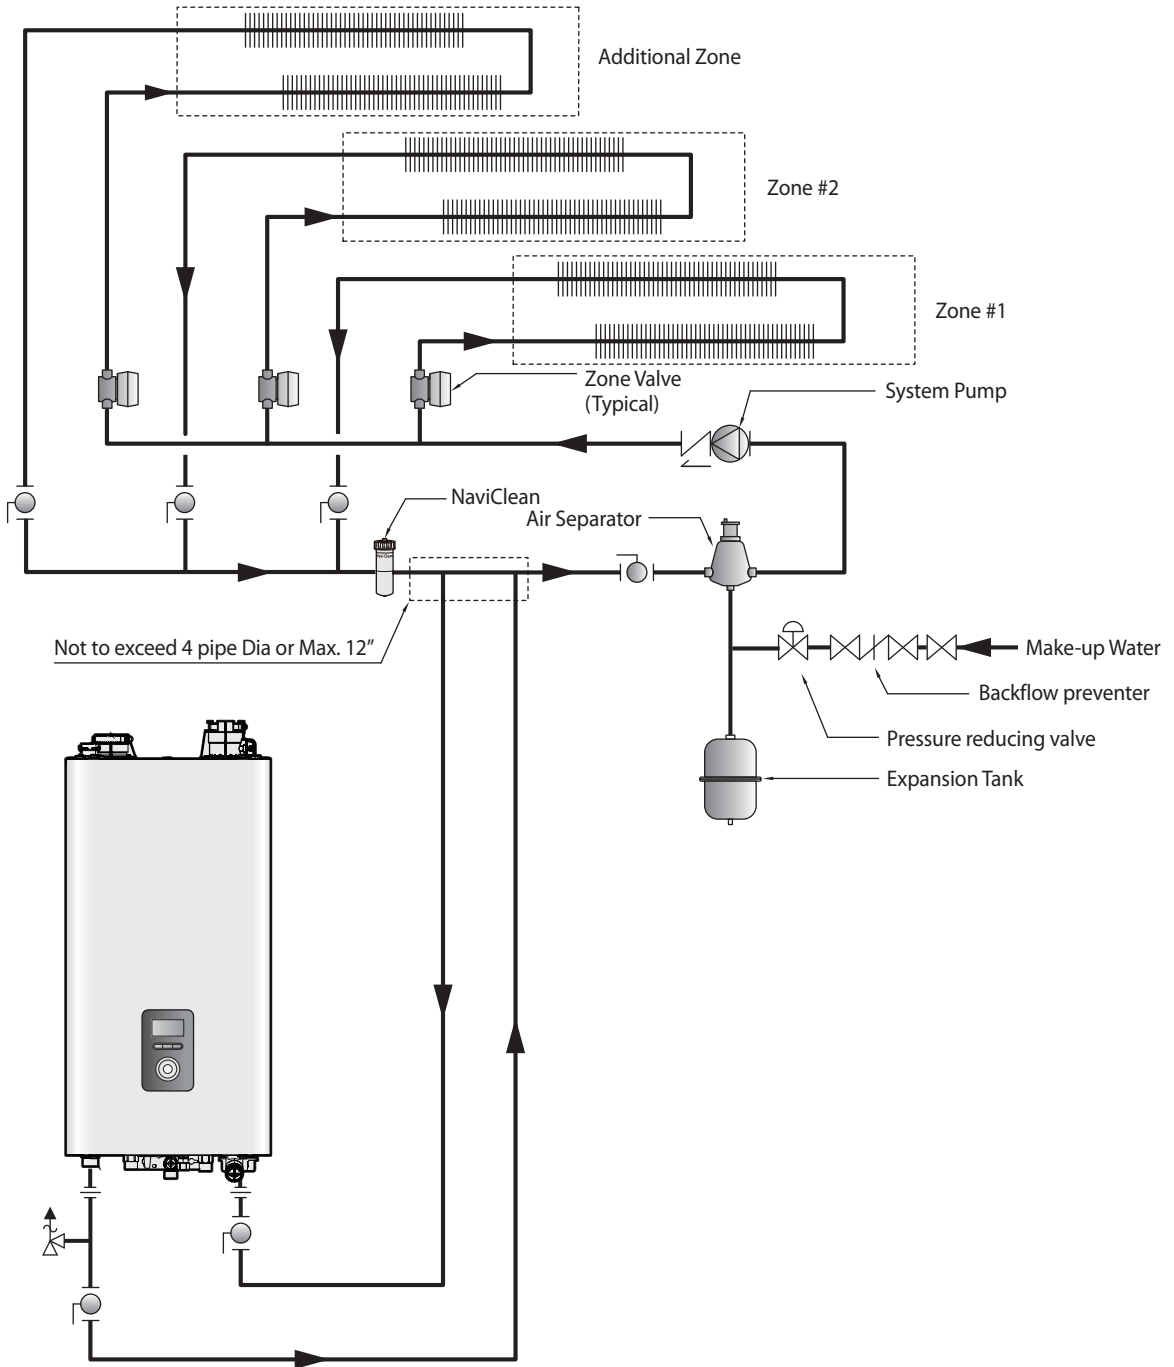 Additional Zone
Zone #2
Zone #1
Zone Valve
(Typical)
System Pump
NaviClean
Air Separator
Not to exceed 4 pipe Dia or Max. 12”
Make-up Water
Backflow preventer
Pressure reducing valve
Expansion Tank